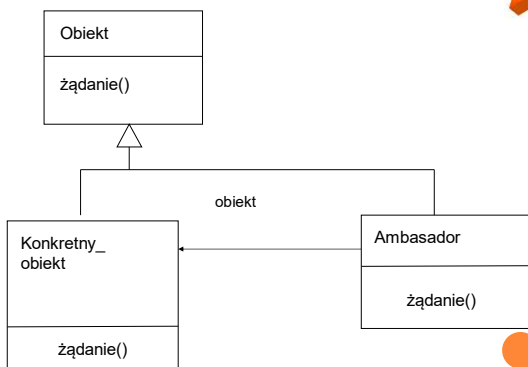 Obiekt
żądanie()
obiekt
Konkretny_
obiekt
żądanie()
Ambasador
żądanie()